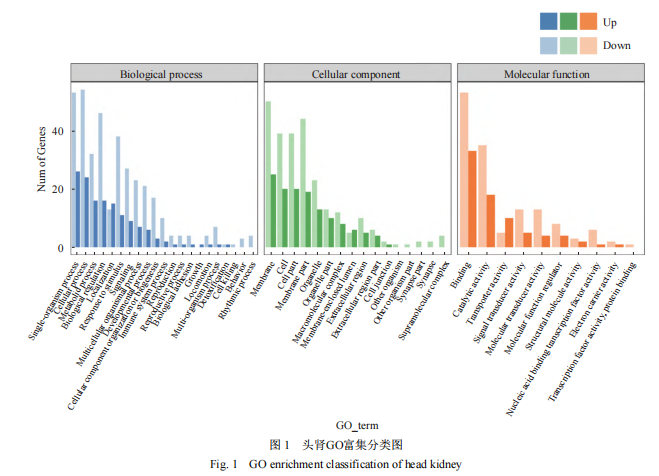 Up
Down
Biological process
Cellular component
Molecular function
Num of Genes
40
20
0
Single-organism process
Cellular process
Metabolic process
Biological regulation
Localization
Response to stimulus
Signaling
Multicellular organismal process
Developmental process
Cellular component organization or biogenesis
Immune system process
Reproduction
Reproductive process
Biological adhesion
Growth
Locomotion
Multi-organism process
Detoxification
Cell killing
Behavior
Rhythmic process
Membrane
Cell
Cell part
Membrane part
Organelle
Organelle part
Macromolecular complex
Membrane-enclosed lumen
Extracellular region
Extracellular region part
Cell junction
Other organism
Other organism part
Synapse part
Synapse
Supramolecular complex
Binding
Catalytic activity
Transporter activity
Signal transducer activity
Molecular transducer activity
Molecular function regulator
Structural molecule activity
Nucleic acid binding transcription factor activity
Electron carrier activity
Transcription factor activity, protein binding
GO_term
图 1 头肾GO富集分类图
Fig. 1 GO enrichment classification of head kidney